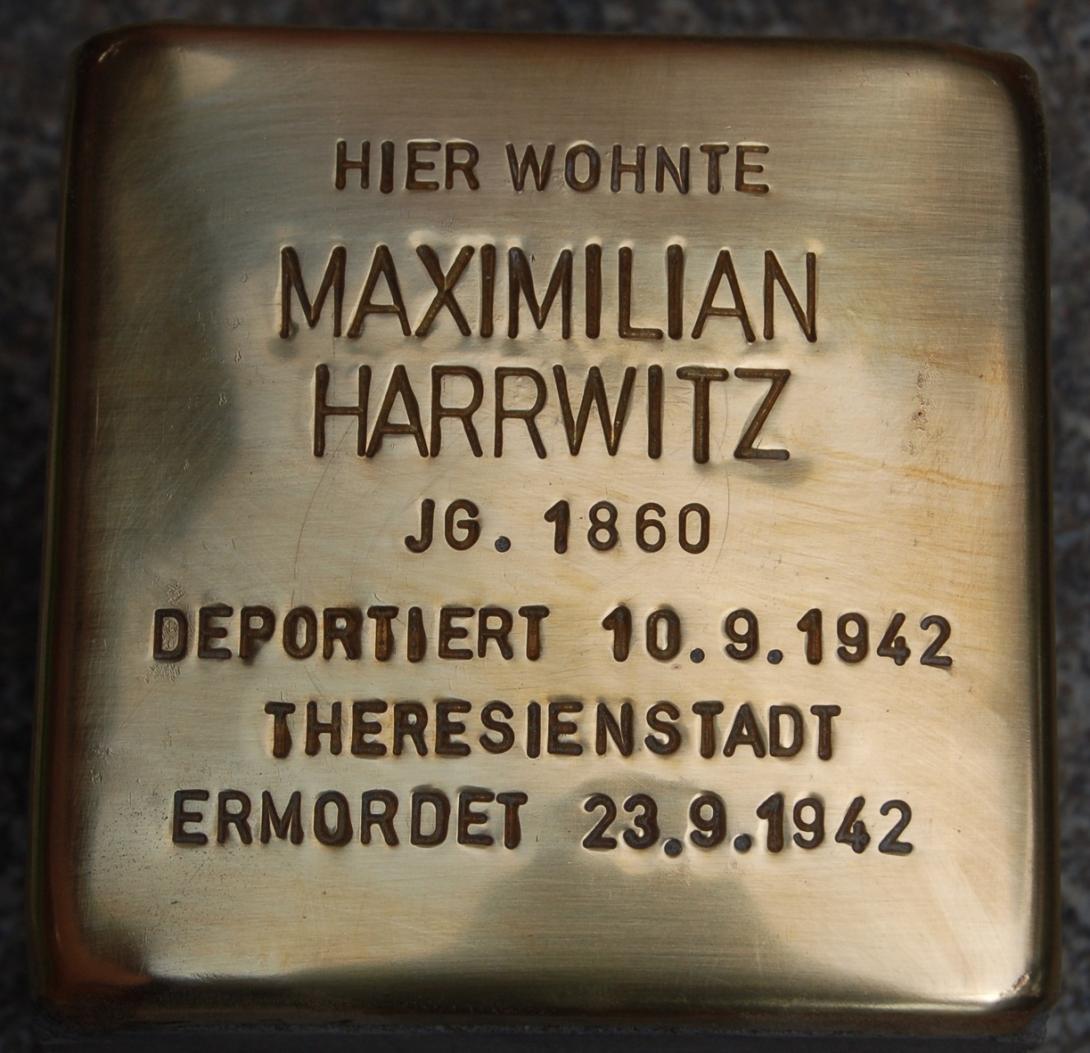 HIER WOHNTE
MAXIMILIAN
HARRWITZ
JG. 1860
DEPORTIERT 10.9.1942
THERESIENSTADT
ERMORDET 23.9.1942